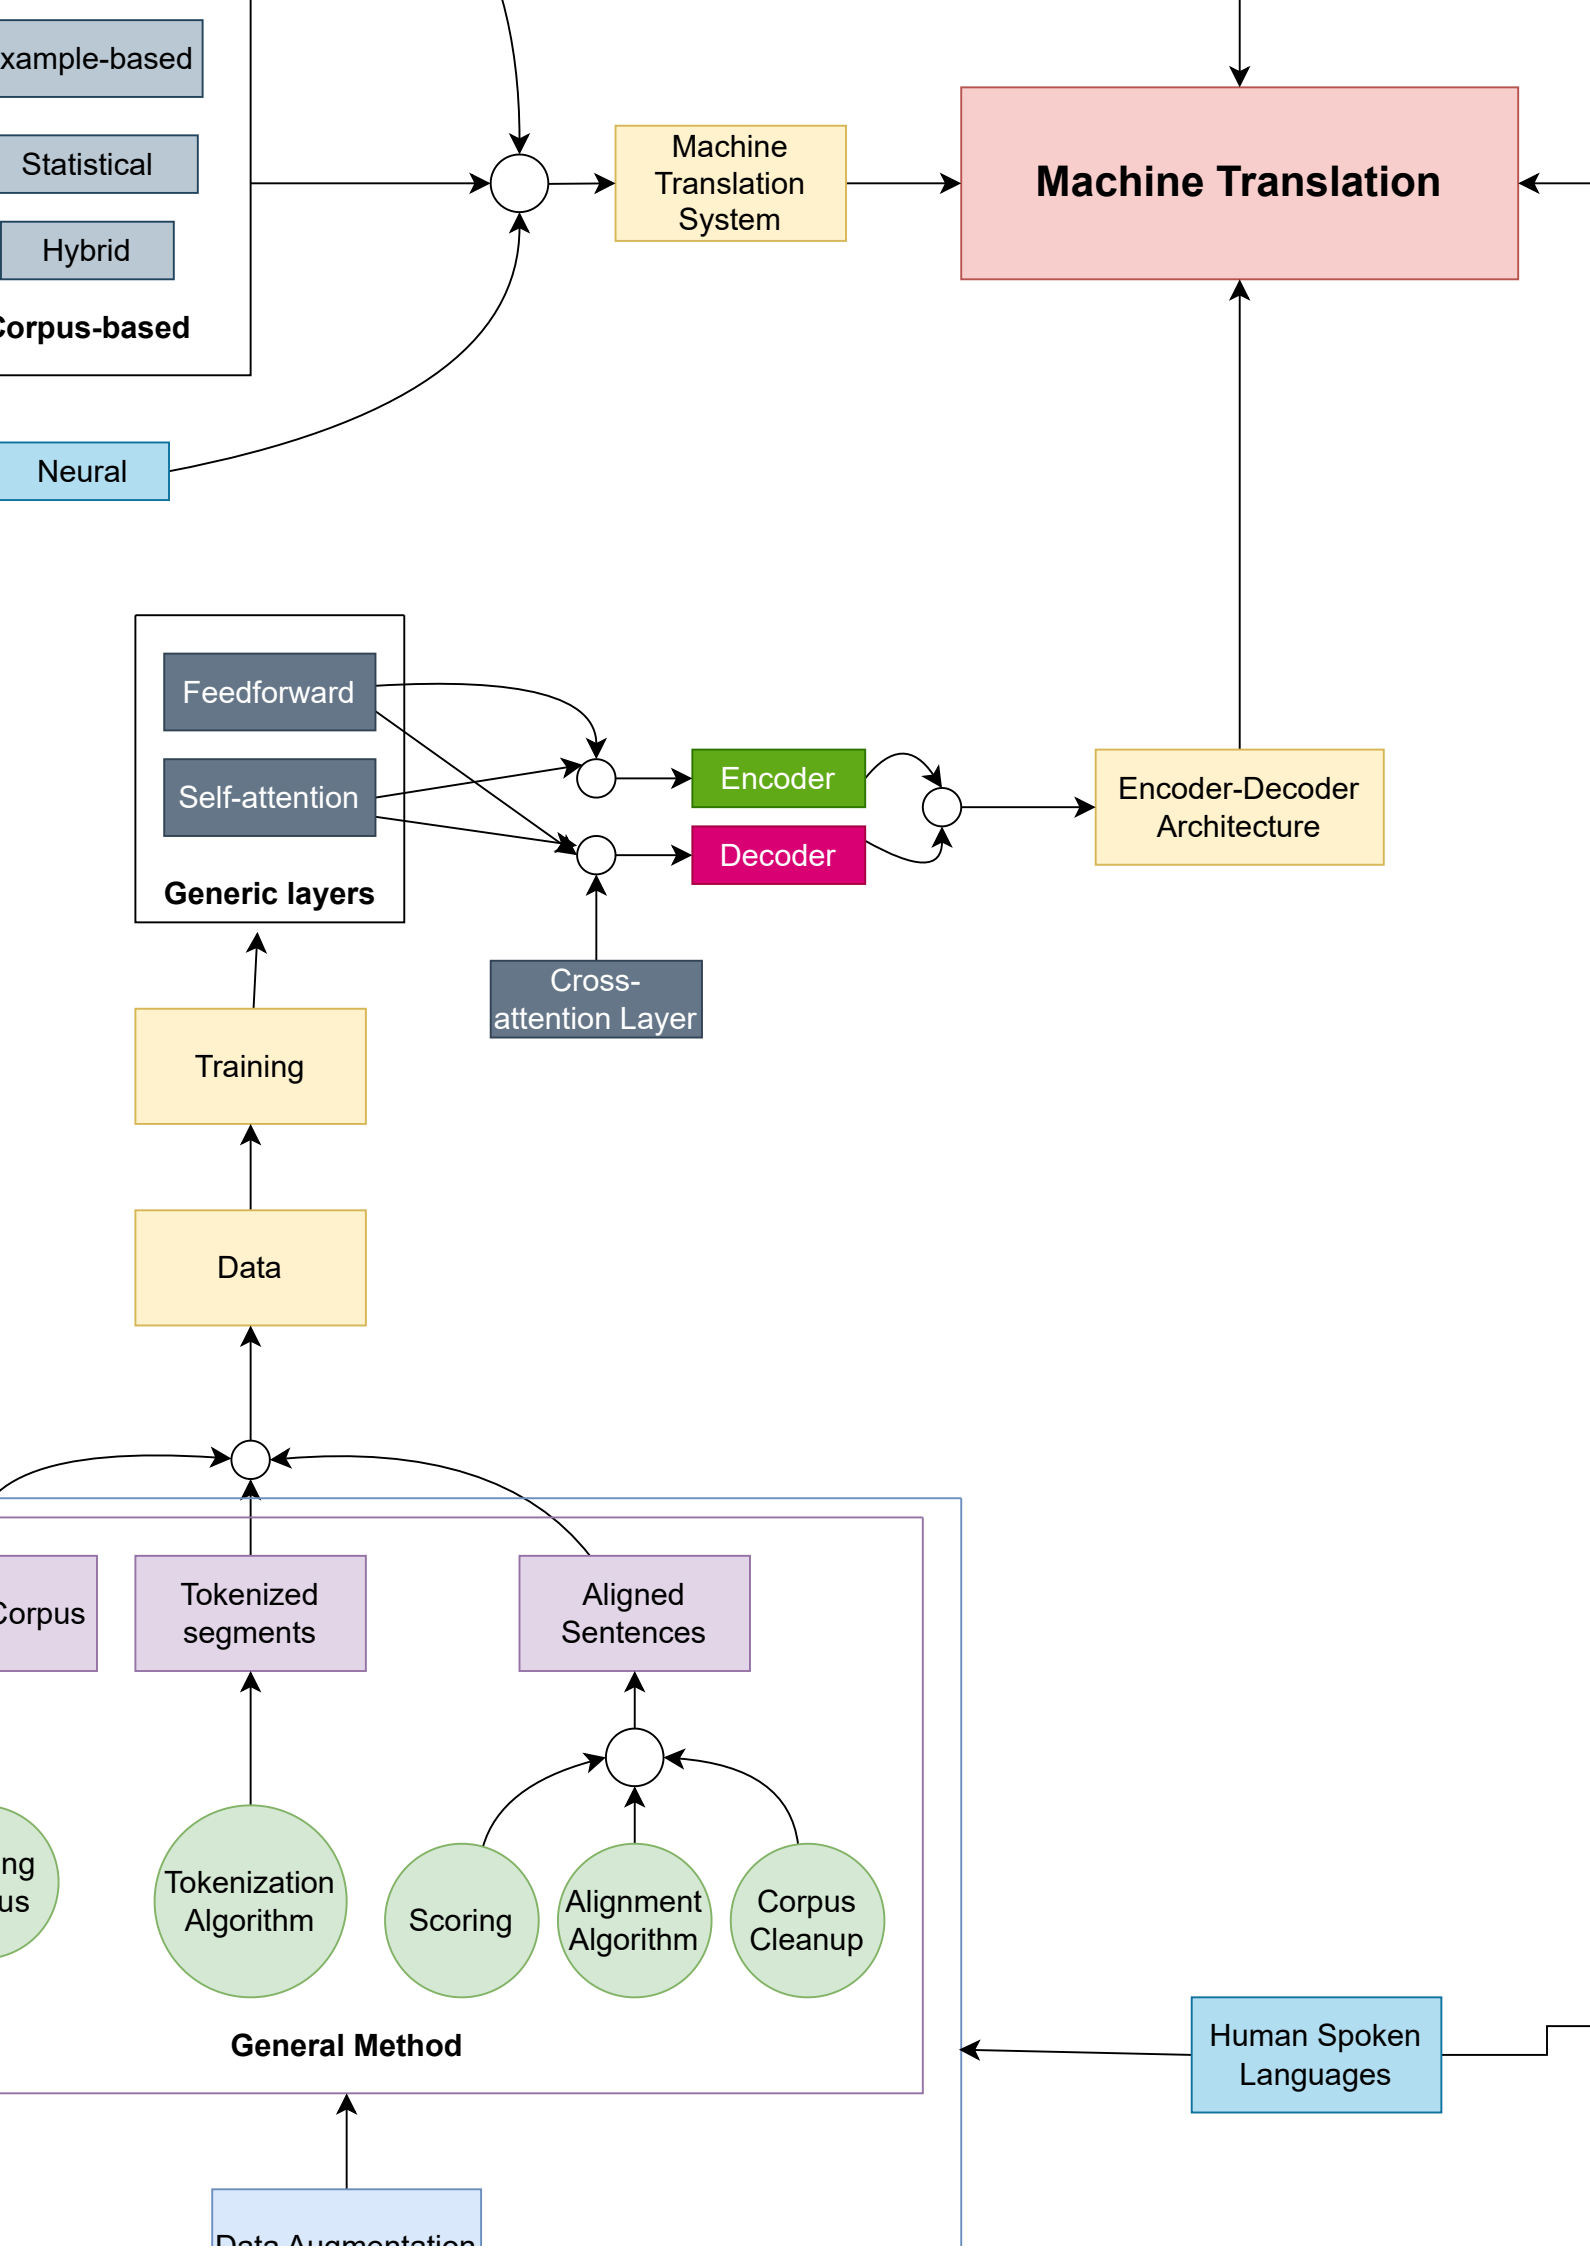 xample-based
Statistical
Hybrid
Corpus-based
Neural
Machine
Translation
System
Machine Translation
Feedforward
Self-attention
Generic layers
Encoder
Decoder
Cross-
attention Layer
Encoder-Decoder
Architecture
Training
Data
Corpus
Tokenized
segments
Aligned
Sentences
ng
us
Tokenization
Algorithm
Scoring
Alignment
Algorithm
Corpus
Cleanup
General Method
Human Spoken
Languages
Data Augmentation